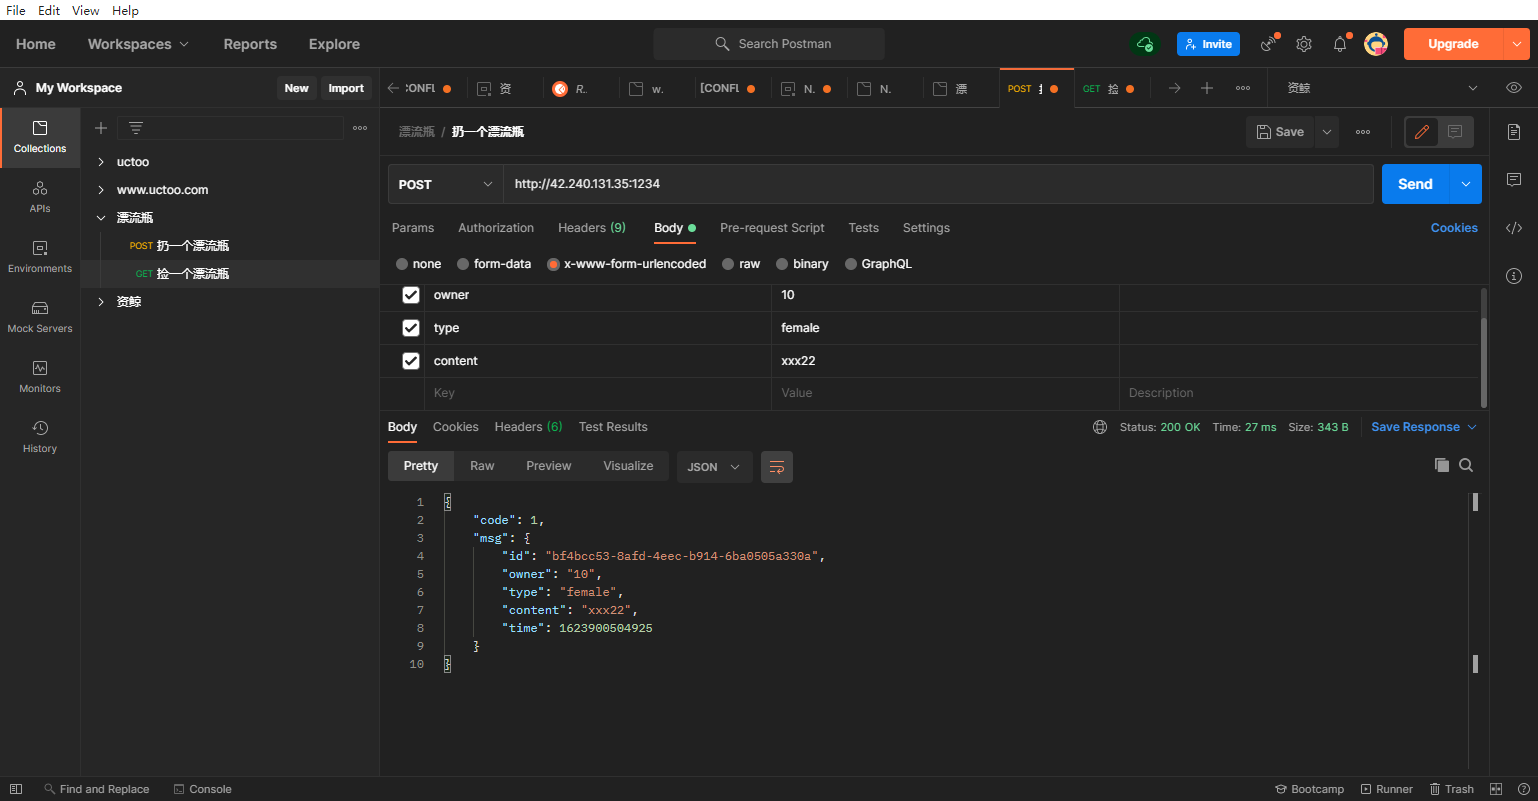 File Edit View Help
Home Workspaces Reports Explore Search Postman Invite Upgrade
My Workspace New Import CONFL 资 R.. w. [CONFL N. N. 漂 POST GET 捡 资鲸
Collections
APIs
Environments
Mock Servers
Monitors
History
uctoo
www.uctoo.com
漂流瓶
POST 扔一个漂流瓶
GET 捡一个漂流瓶
资鲸
漂流瓶 / 扔一个漂流瓶 Save
POST http://42.240.131.35:1234 Send
Params Authorization Headers (9) Body Pre-request Script Tests Settings Cookies
none form-data x-www-form-urlencoded raw binary GraphQL
owner 10
type female
content xxx22
Key Value Description
Body Cookies Headers (6) Test Results Status: 200 OK Time: 27 ms Size: 343 B Save Response
Pretty Raw Preview Visualize JSON
1 {
2 "code": 1,
3 "msg": {
4 "id": "bf4bcc53-8afd-4eec-b914-6ba0505a330a",
5 "owner": "10",
6 "type": "female",
7 "content": "xxx22",
8 "time": 1623900504925
9 }
10 }
Find and Replace Console Bootcamp Runner Trash